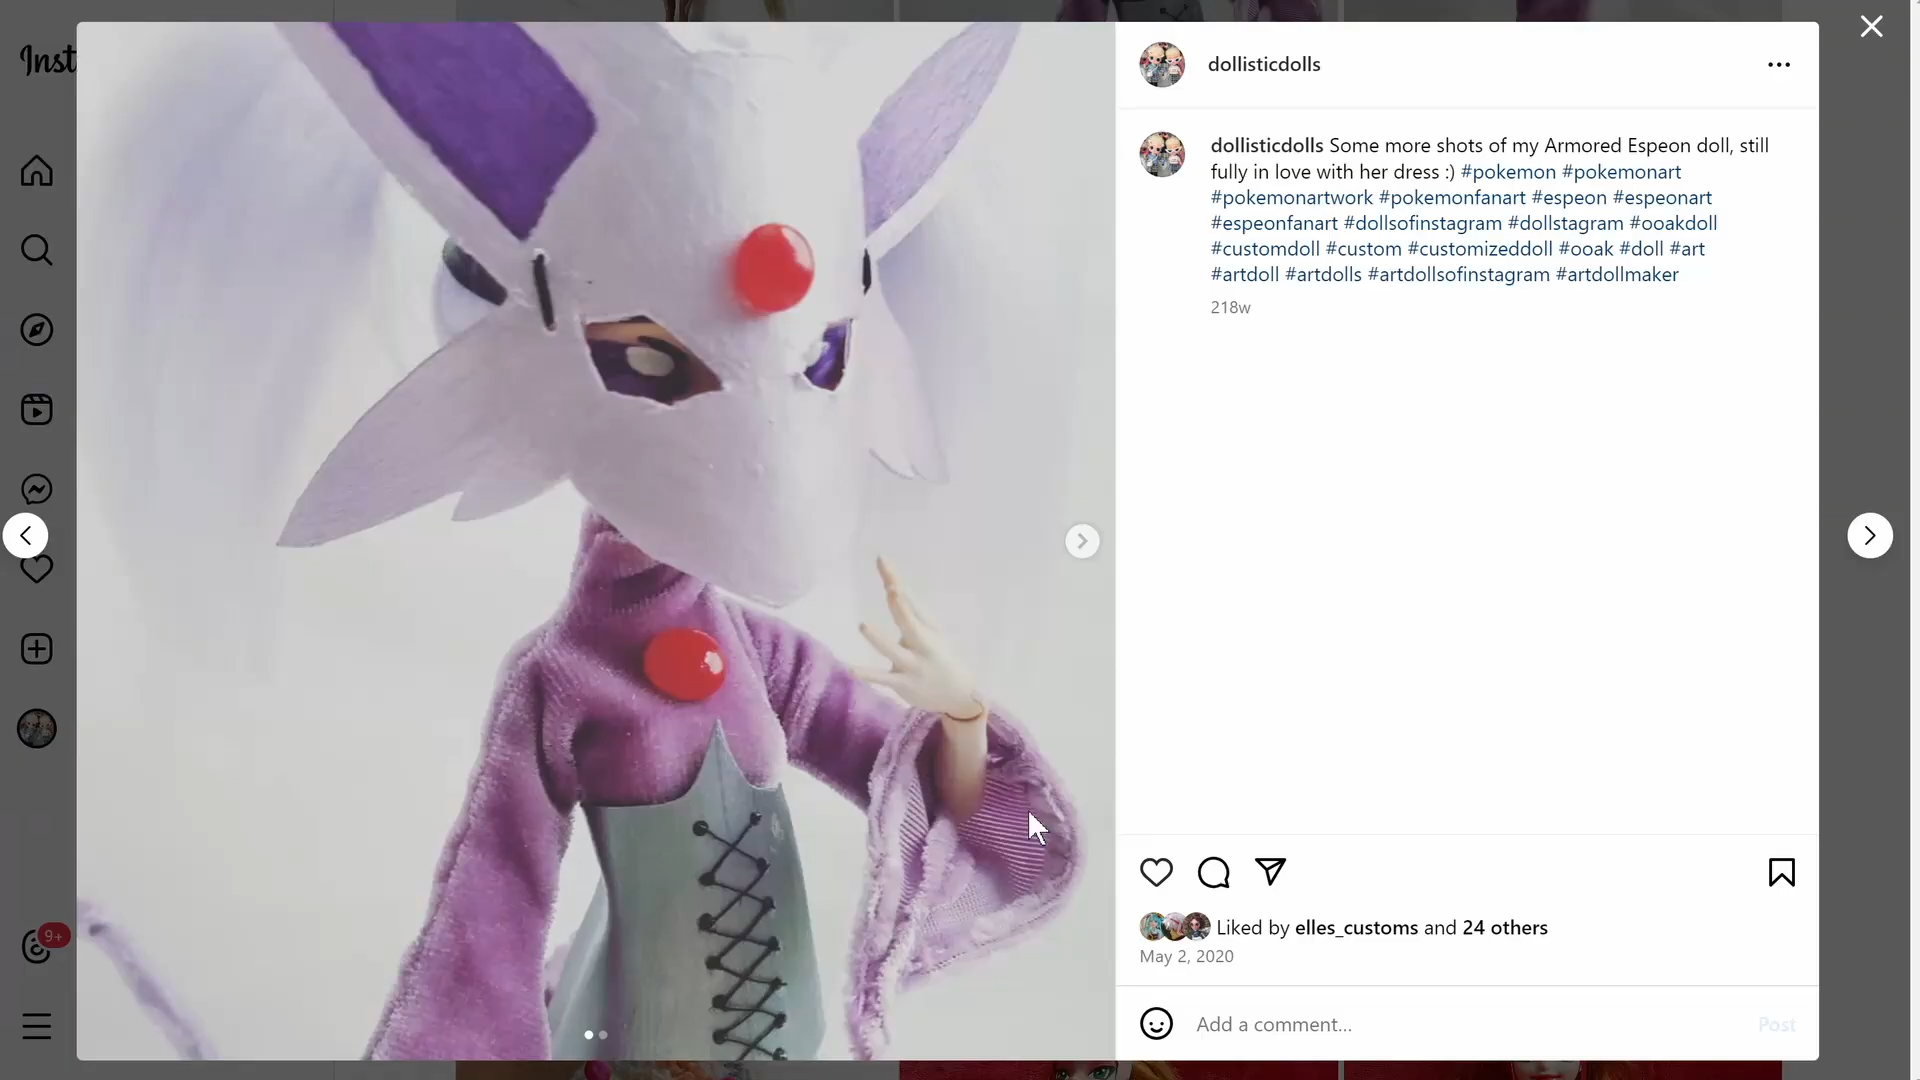 Inst
dollisticdolls
dollisticdolls Some more shots of my Armored Espeon doll, still
fully in love with her dress :) #pokemon #pokemonart
#pokemonartwork #pokemonfanart #espeon #espeonart
#espeonfanart #dollsofinstagram #dollstagram #ooakdoll
#customdoll #custom #customizeddoll #ooak #doll #art
#artdoll #artdolls #artdollsofinstagram #artdollmaker
218w
9+
Liked by elles_customs and 24 others
May 2, 2020
Add a comment...
Post